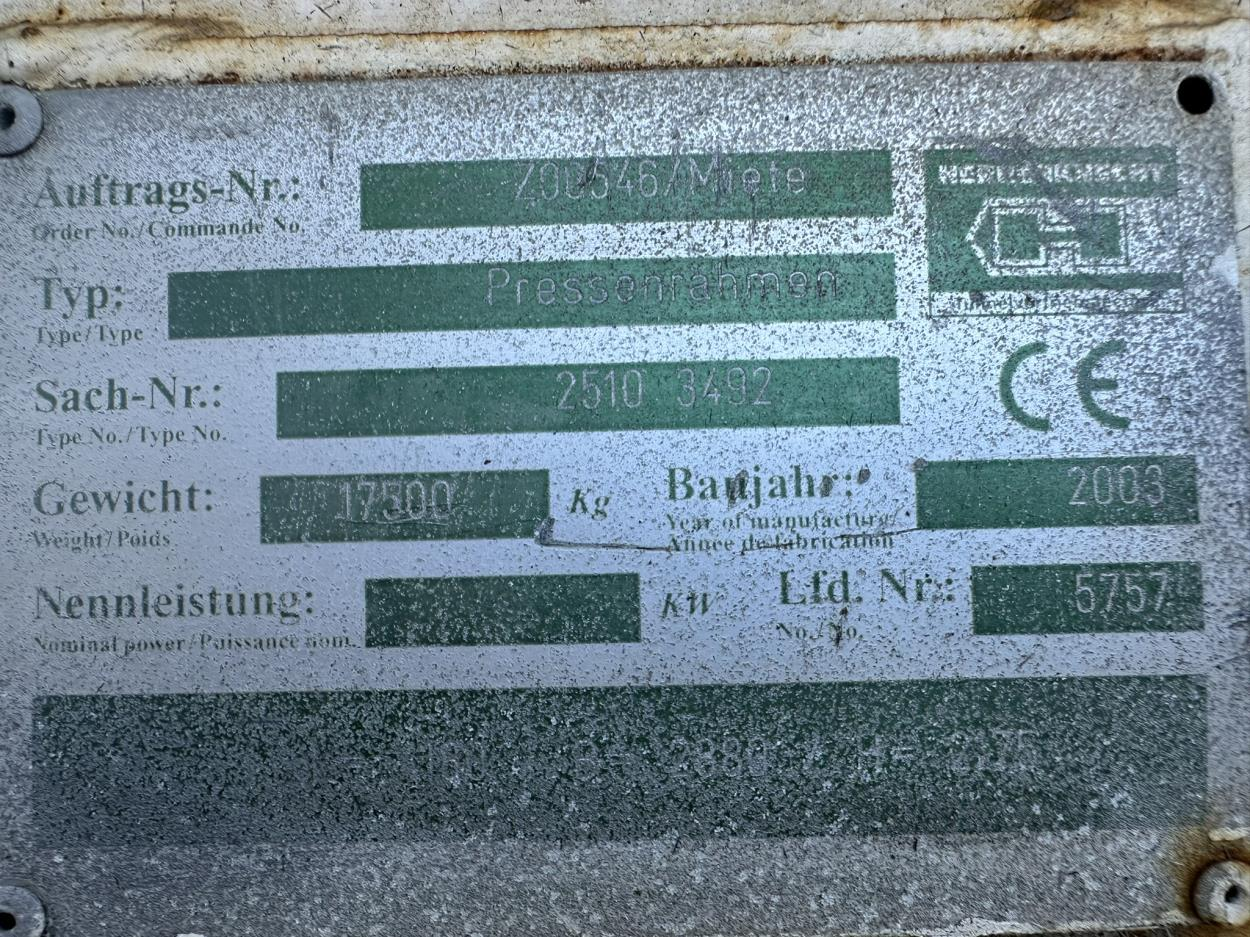 Auftrags-Nr.: Z00546/Miete
Order No./Commande No.
HERRENKNECHT
Typ: Pressenrahmen
Type/Type
Sach-Nr.: 2510 3492
Type No./Type No.
CE
Gewicht: 17500 Kg
Weight/Poids
Baujahr: 2003
Year of manufacture/
Année de fabrication
Nennleistung: KW
Nominal power/Puissance nom.
Lfd. Nr.: 5757
No./No.